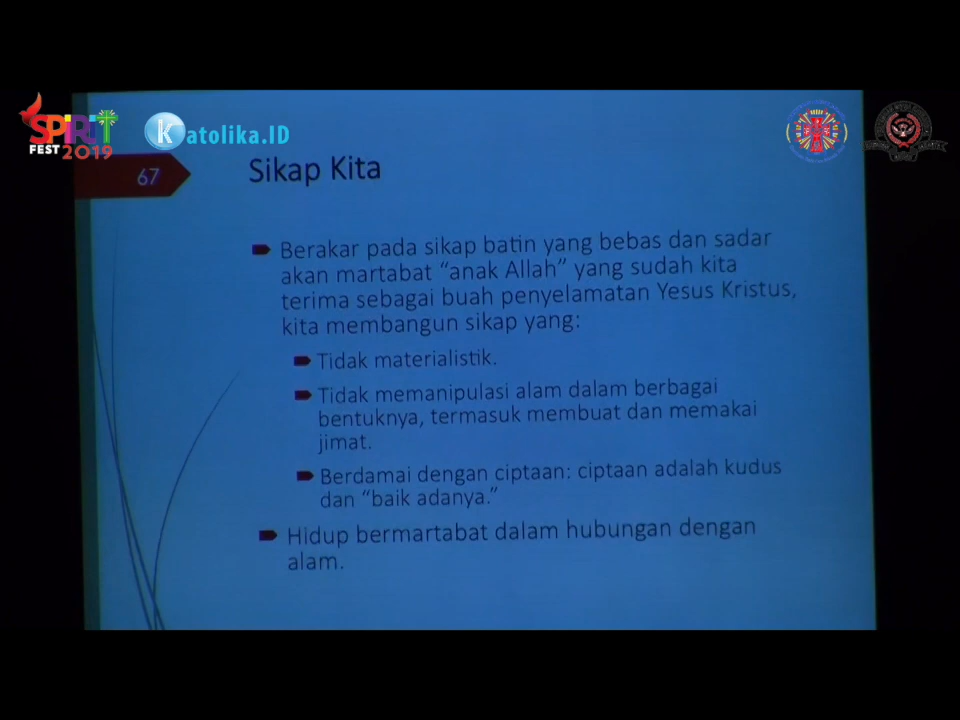 SPIRIT
FEST 2019
Katolika.ID
67
Sikap Kita
Berakar pada sikap batin yang bebas dan sadar
akan martabat “anak Allah” yang sudah kita
terima sebagai buah penyelamatan Yesus Kristus,
kita membangun sikap yang:
Tidak materialistik.
Tidak memanipulasi alam dalam berbagai
bentuknya, termasuk membuat dan memakai
jimat.
Berdamai dengan ciptaan: ciptaan adalah kudus
dan “baik adanya.”
Hidup bermartabat dalam hubungan dengan
alam.